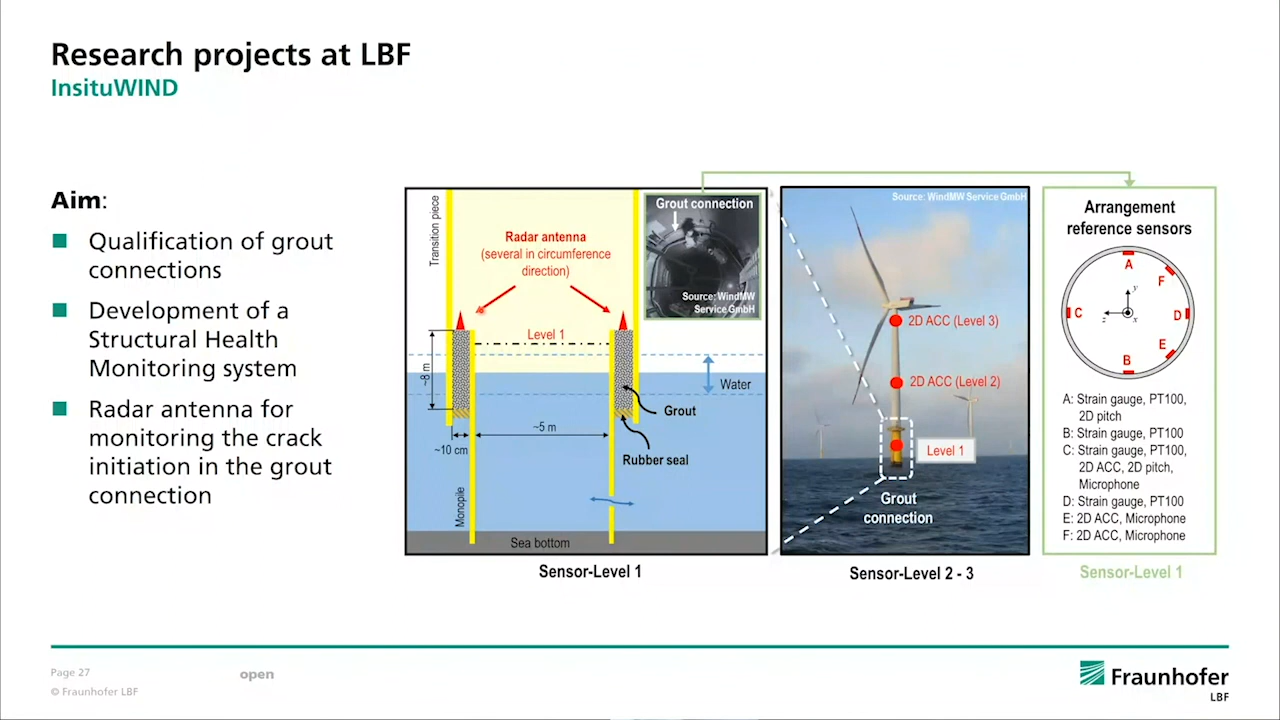 Research projects at LBF
InsituWIND
Aim:
Qualification of grout
connections
Development of a
Structural Health
Monitoring system
Radar antenna for
monitoring the crack
initiation in the grout
connection
Transition piece
Radar antenna
(several in circumference
direction)
Grout connection
Source: WindMW
Service GmbH
Level 1
~8 m
Water
Grout
~5 m
~10 cm
Rubber seal
Monopile
Sea bottom
Sensor-Level 1
Source: WindMW Service GmbH
2D ACC (Level 3)
2D ACC (Level 2)
Level 1
Grout
connection
Sensor-Level 2 - 3
Arrangement
reference sensors
A
F
y
C
z
x
D
E
B
A: Strain gauge, PT100,
2D pitch
B: Strain gauge, PT100
C: Strain gauge, PT100,
2D ACC, 2D pitch,
Microphone
D: Strain gauge, PT100
E: 2D ACC, Microphone
F: 2D ACC, Microphone
Sensor-Level 1
Page 27
open
© Fraunhofer LBF
Fraunhofer
LBF